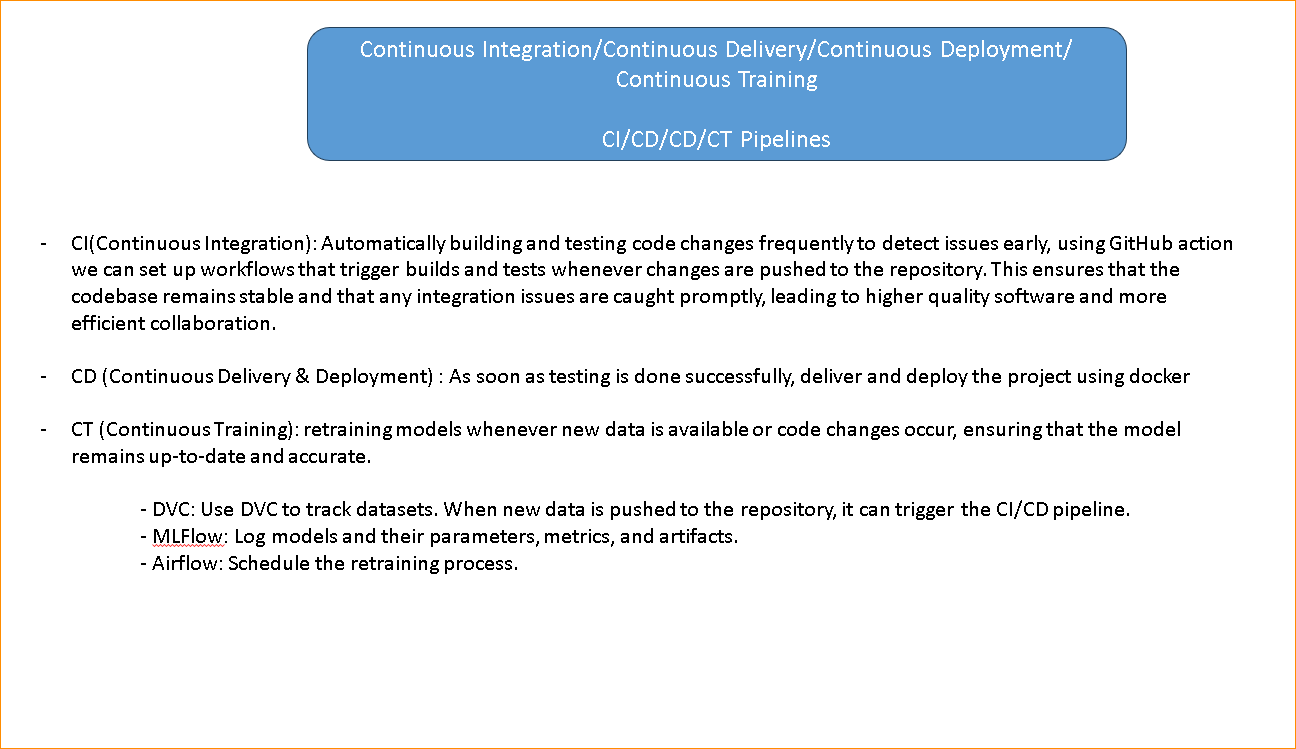 Continuous Integration/Continuous Delivery/Continuous Deployment/
Continuous Training
CI/CD/CD/CT Pipelines
- CI(Continuous Integration): Automatically building and testing code changes frequently to detect issues early, using GitHub action
we can set up workflows that trigger builds and tests whenever changes are pushed to the repository. This ensures that the
codebase remains stable and that any integration issues are caught promptly, leading to higher quality software and more
efficient collaboration.
- CD (Continuous Delivery & Deployment) : As soon as testing is done successfully, deliver and deploy the project using docker
- CT (Continuous Training): retraining models whenever new data is available or code changes occur, ensuring that the model
remains up-to-date and accurate.
- DVC: Use DVC to track datasets. When new data is pushed to the repository, it can trigger the CI/CD pipeline.
- MLFlow: Log models and their parameters, metrics, and artifacts.
- Airflow: Schedule the retraining process.